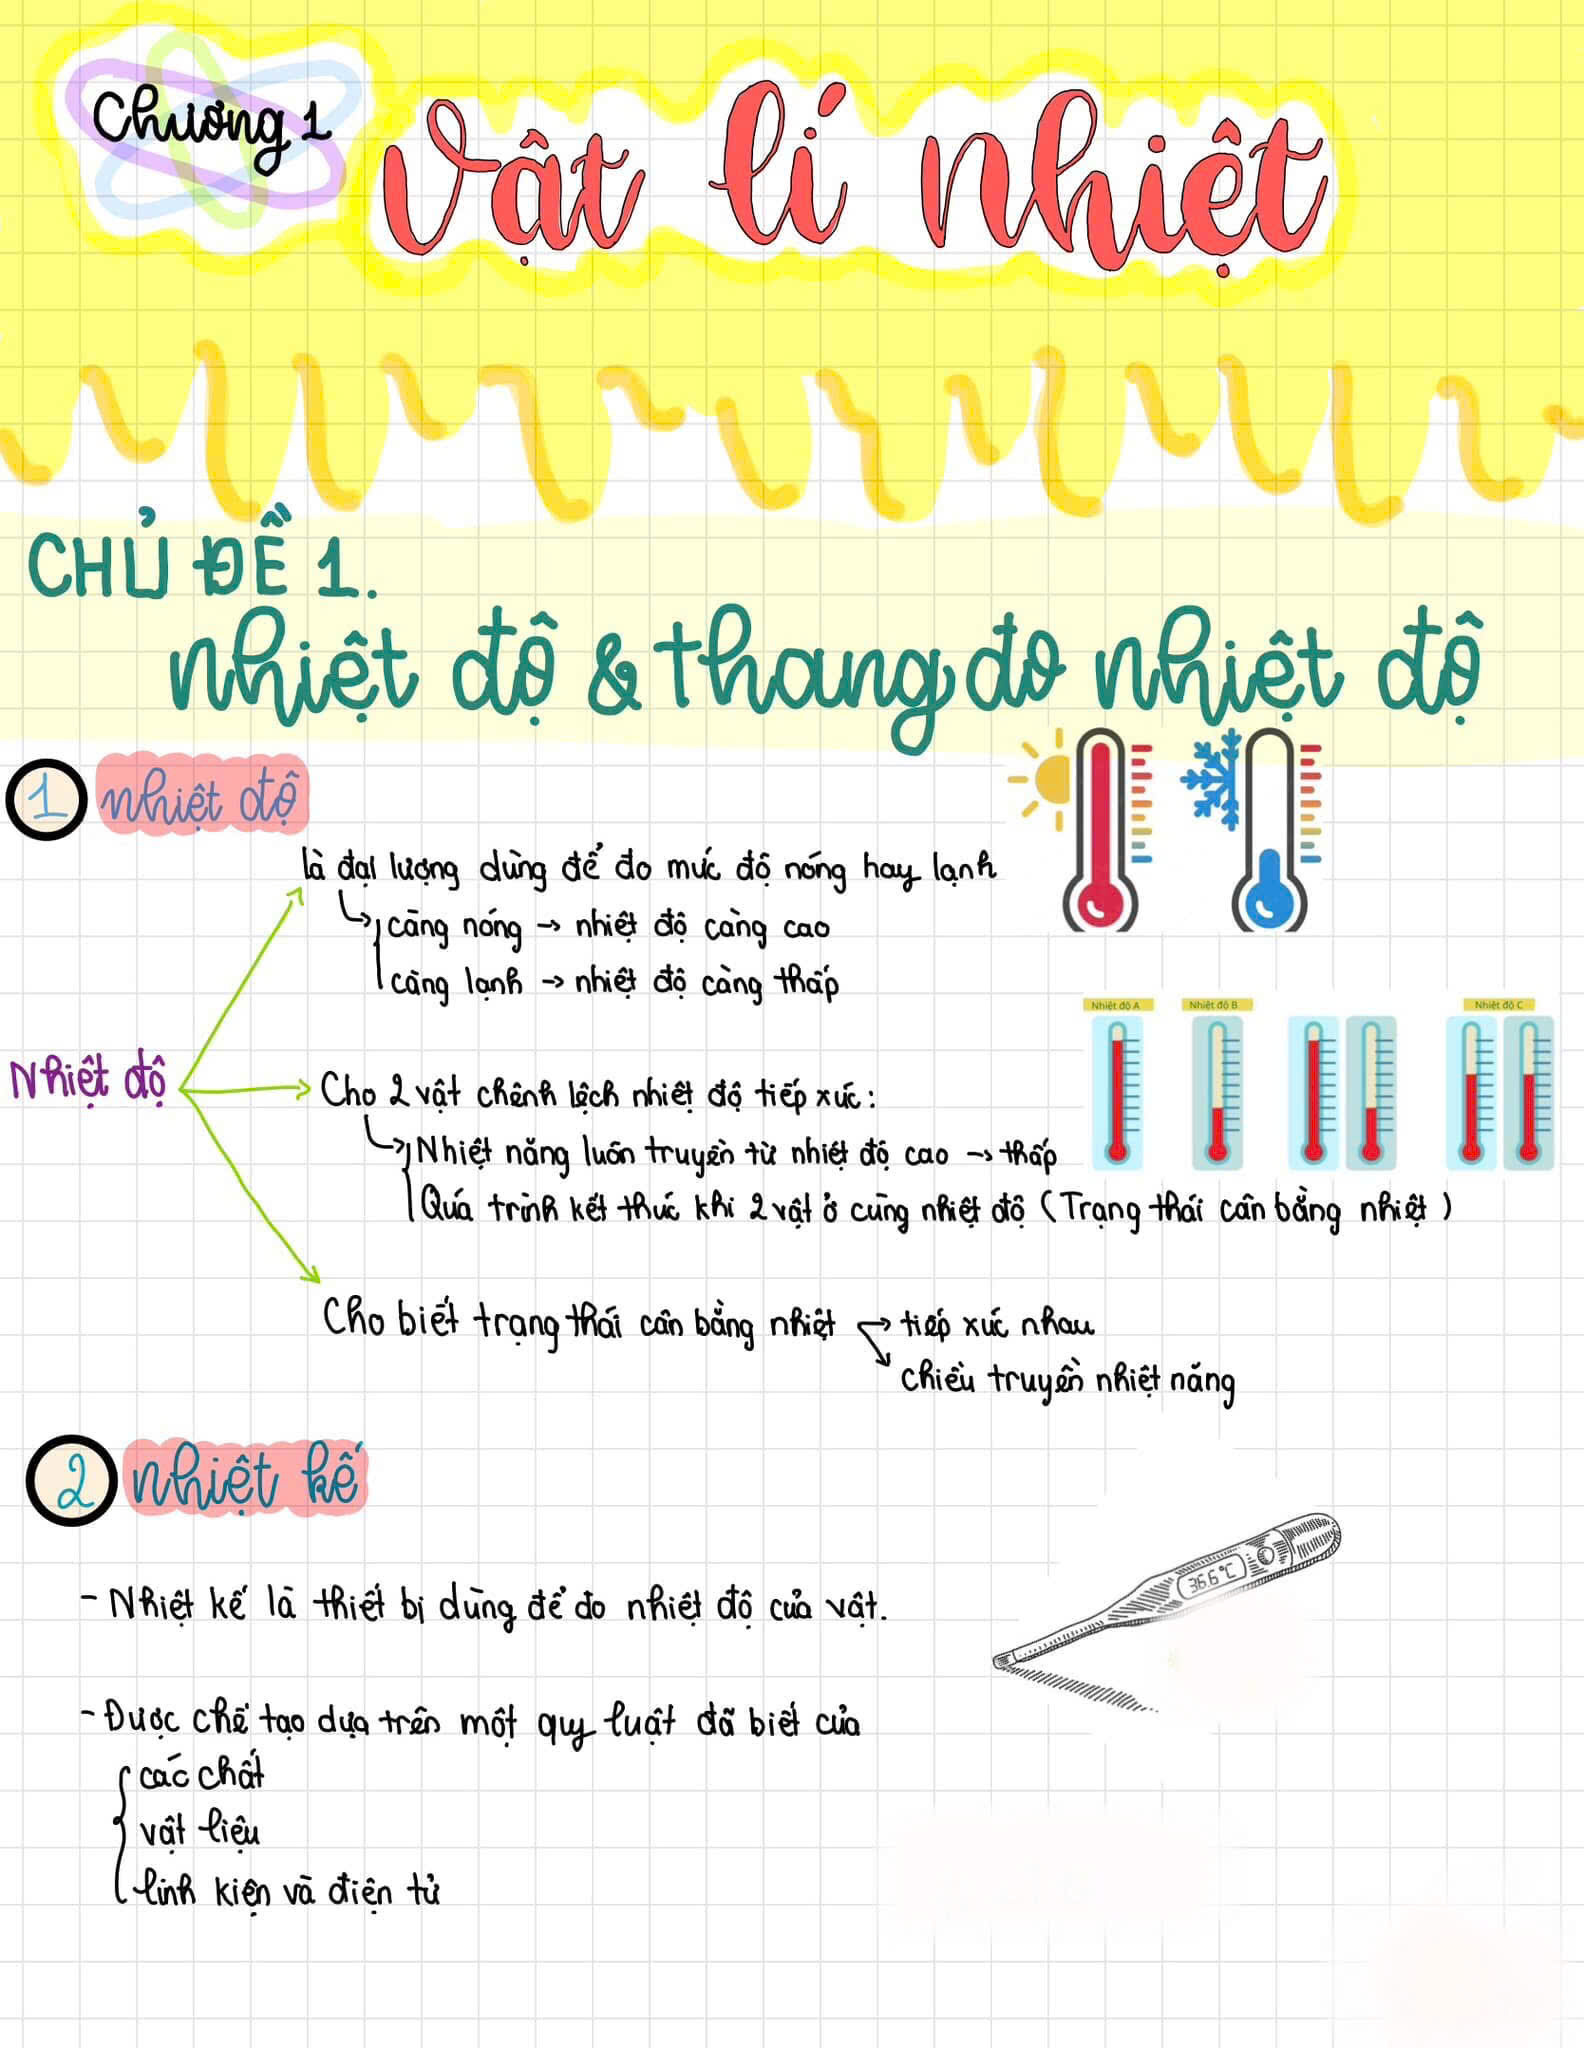 Chương 1
Vật lí nhiệt
CHỦ ĐỀ 1.
nhiệt độ & thang đo nhiệt độ
1 nhiệt độ
là đại lượng dùng để đo mức độ nóng hay lạnh
càng nóng → nhiệt độ càng cao
càng lạnh → nhiệt độ càng thấp
Nhiệt độ A Nhiệt độ B Nhiệt độ C
Nhiệt độ
Cho 2 vật chênh lệch nhiệt độ tiếp xúc:
Nhiệt năng luôn truyền từ nhiệt độ cao → thấp
Quá trình kết thúc khi 2 vật ở cùng nhiệt độ (Trạng thái cân bằng nhiệt)
Cho biết trạng thái cân bằng nhiệt → tiếp xúc nhau
chiều truyền nhiệt năng
2 nhiệt kế
36.6°C
- Nhiệt kế là thiết bị dùng để đo nhiệt độ của vật.
- Được chế tạo dựa trên một quy luật đã biết của
các chất
vật liệu
linh kiện và điện tử